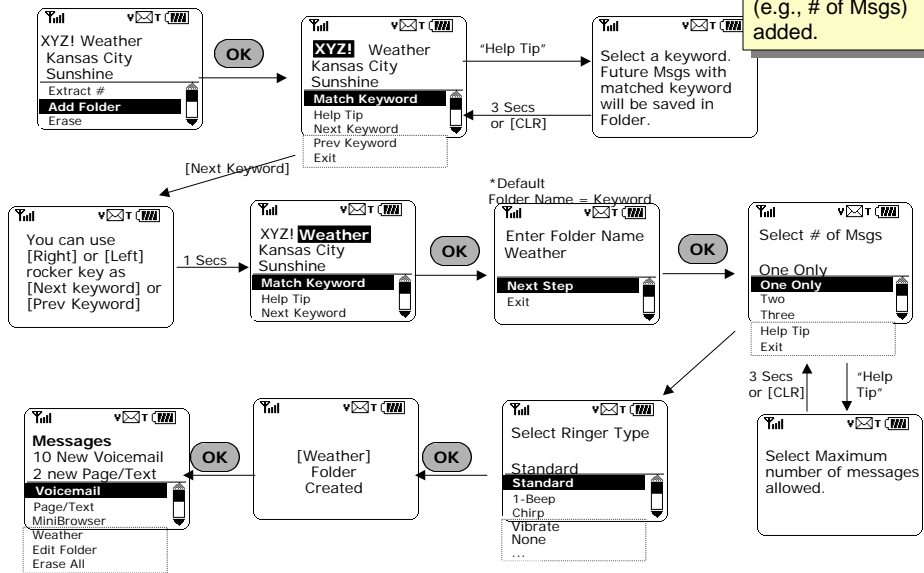 (e.g., # of Msgs)
added.
XYZ! Weather
Kansas City
Sunshine
Extract #
Add Folder
Erase
OK
XYZ! Weather
Kansas City
Sunshine
Match Keyword
Help Tip
Next Keyword
Prev Keyword
Exit
"Help Tip"
3 Secs
or [CLR]
Select a keyword.
Future Msgs with
matched keyword
will be saved in
Folder.
[Next Keyword]
You can use
[Right] or [Left]
rocker key as
[Next keyword] or
[Prev Keyword]
1 Secs
XYZ! Weather
Kansas City
Sunshine
Match Keyword
Help Tip
Next Keyword
OK
*Default
Folder Name = Keyword
Enter Folder Name
Weather
Next Step
Exit
OK
Select # of Msgs
One Only
One Only
Two
Three
Help Tip
Exit
3 Secs
or [CLR]
"Help
Tip"
Select Maximum
number of messages
allowed.
Select Ringer Type
Standard
Standard
1-Beep
Chirp
Vibrate
None
...
OK
[Weather]
Folder
Created
OK
Messages
10 New Voicemail
2 new Page/Text
Voicemail
Page/Text
MiniBrowser
Weather
Edit Folder
Erase All